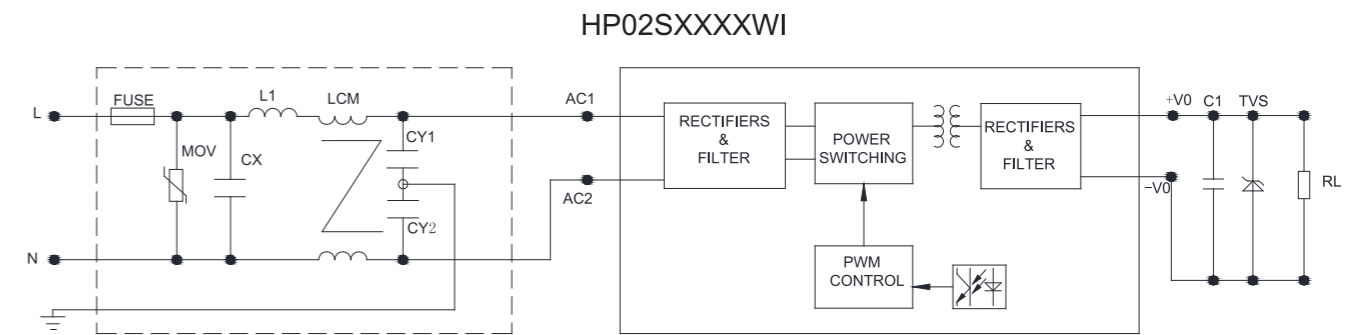 HP02SXXXXWI
FUSE
L1
LCM
AC1
+V0
C1
TVS
L
RECTIFIERS
&
FILTER
POWER
SWITCHING
RECTIFIERS
&
FILTER
MOV
CX
CY1
AC2
-V0
RL
CY2
N
PWM
CONTROL